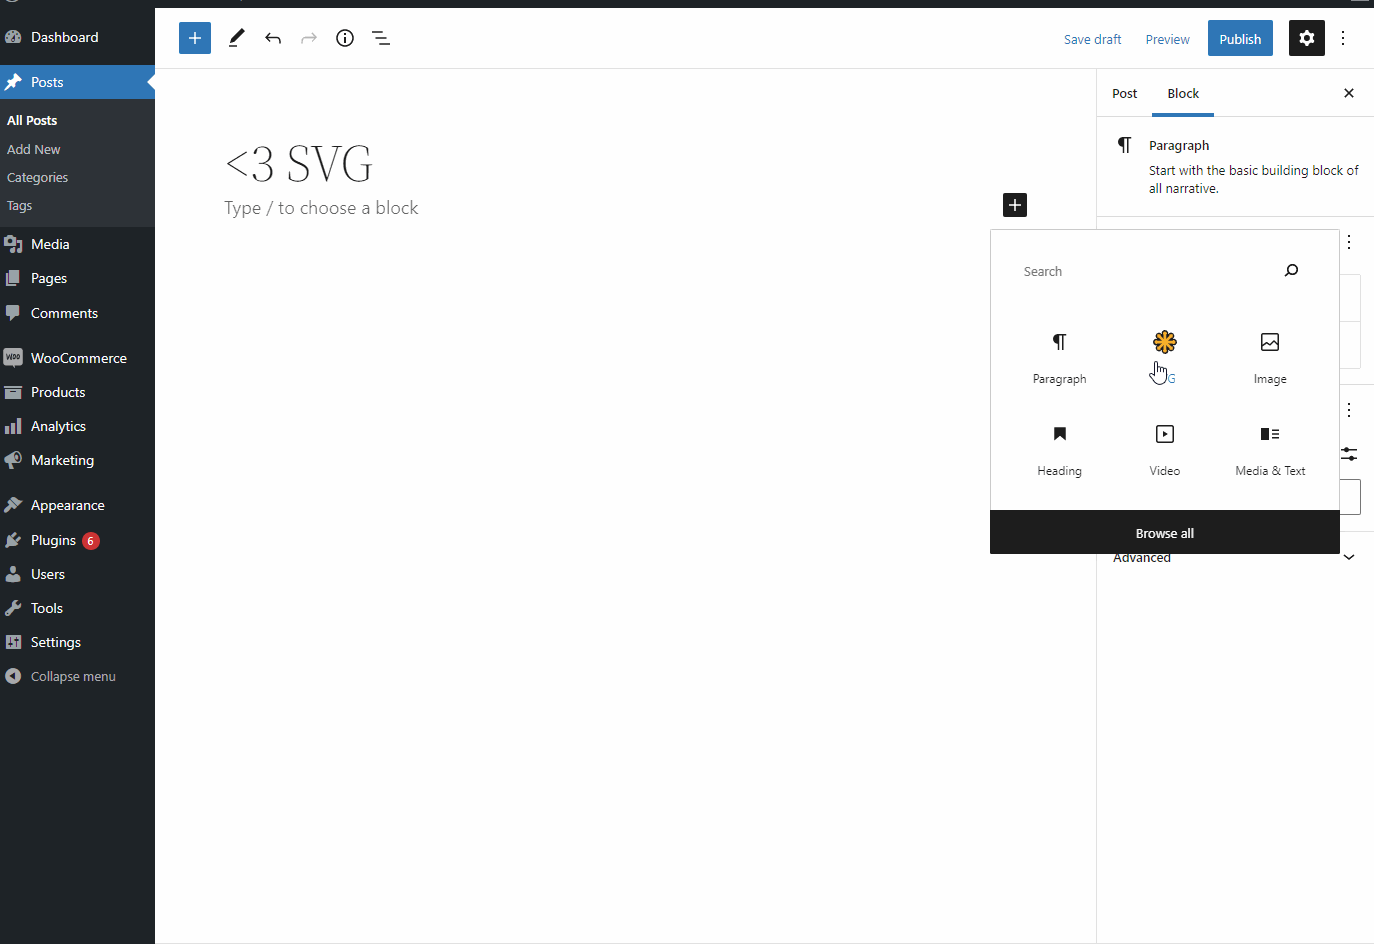 Dashboard
Posts
All Posts
Add New
Categories
Tags
Media
Pages
Comments
WooCommerce
Products
Analytics
Marketing
Appearance
Plugins 6
Users
Tools
Settings
Collapse menu
Save draft Preview Publish
<3 SVG
Type / to choose a block
Post Block
Paragraph
Start with the basic building block of
all narrative.
Search
Paragraph
Image
Heading Video Media & Text
Browse all
Advanced